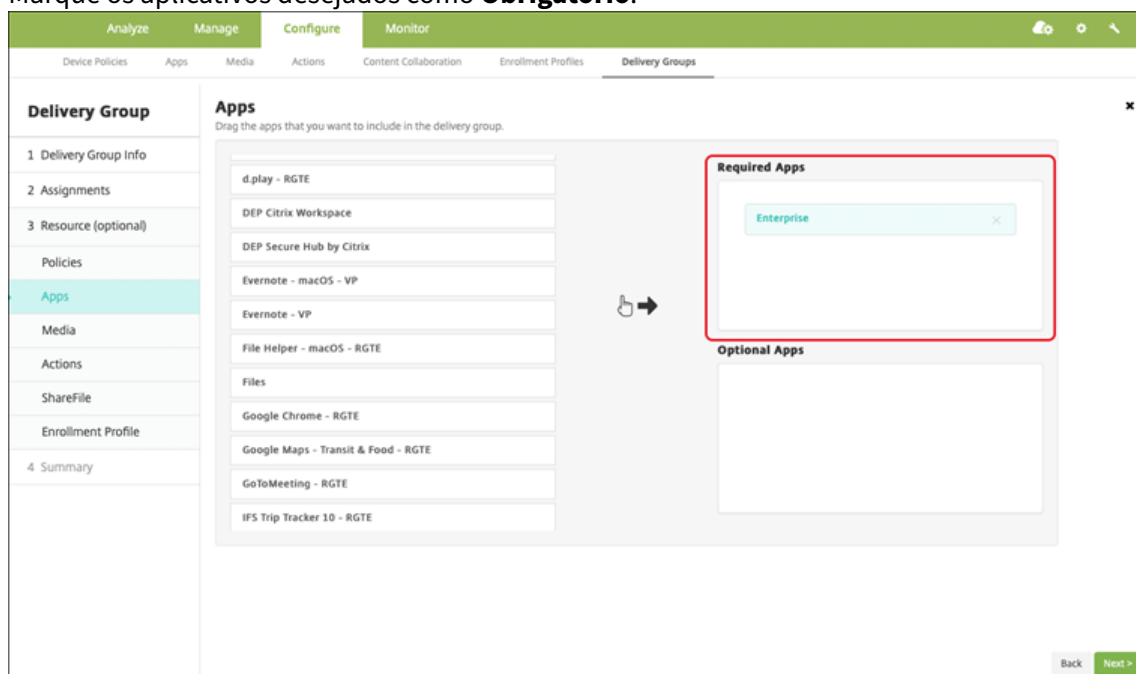 Marque os aplicativos desejados como Obrigatório.
Analyze Manage Configure Monitor
Device Policies Apps Media Actions Content Collaboration Enrollment Profiles Delivery Groups
Delivery Group
1 Delivery Group Info
2 Assignments
3 Resource (optional)
Policies
Apps
Media
Actions
ShareFile
Enrollment Profile
4 Summary
Apps
Drag the apps that you want to include in the delivery group.
d.play - RGTE
DEP Citrix Workspace
DEP Secure Hub by Citrix
Evernote - macOS - VP
Evernote - VP
File Helper - macOS - RGTE
Files
Google Chrome - RGTE
Google Maps - Transit & Food - RGTE
GoToMeeting - RGTE
IFS Trip Tracker 10 - RGTE
Required Apps
Enterprise
Optional Apps
Back Next >